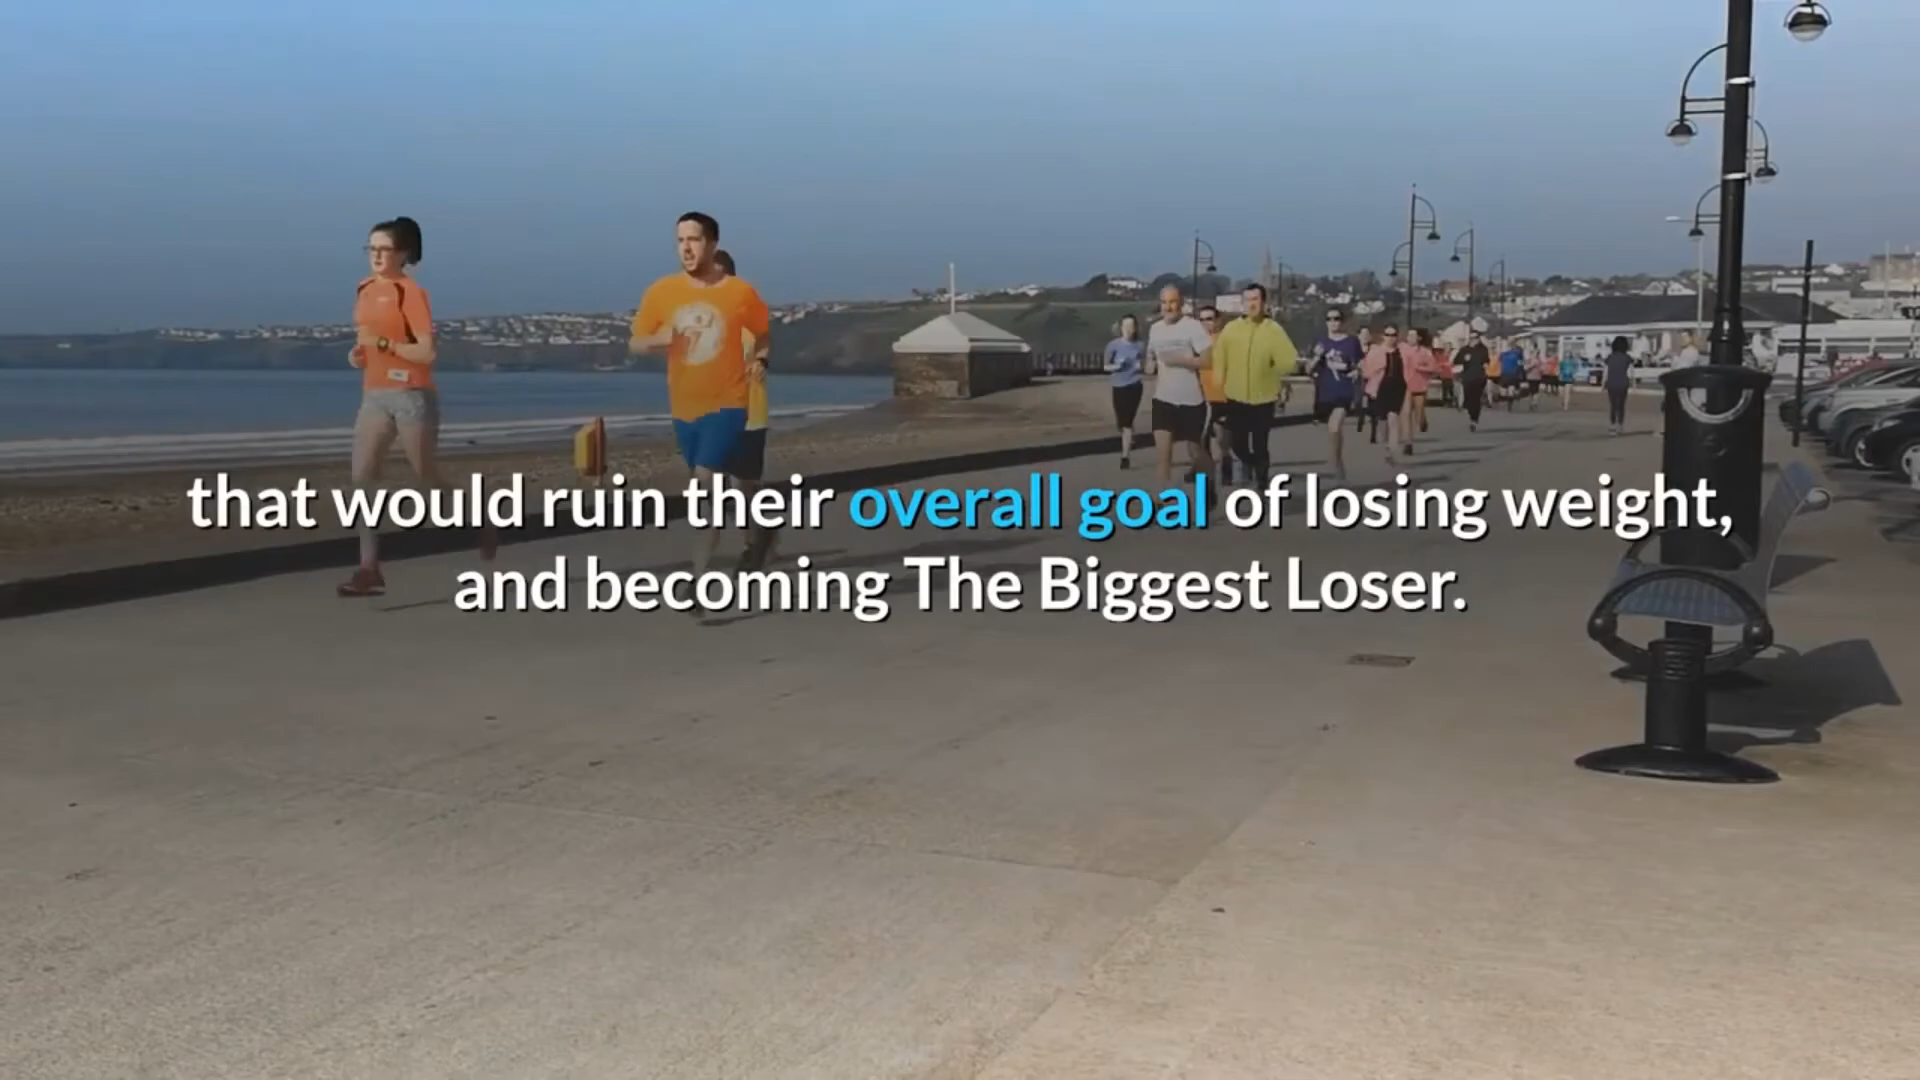 that would ruin their overall goal of losing weight,
and becoming The Biggest Loser.